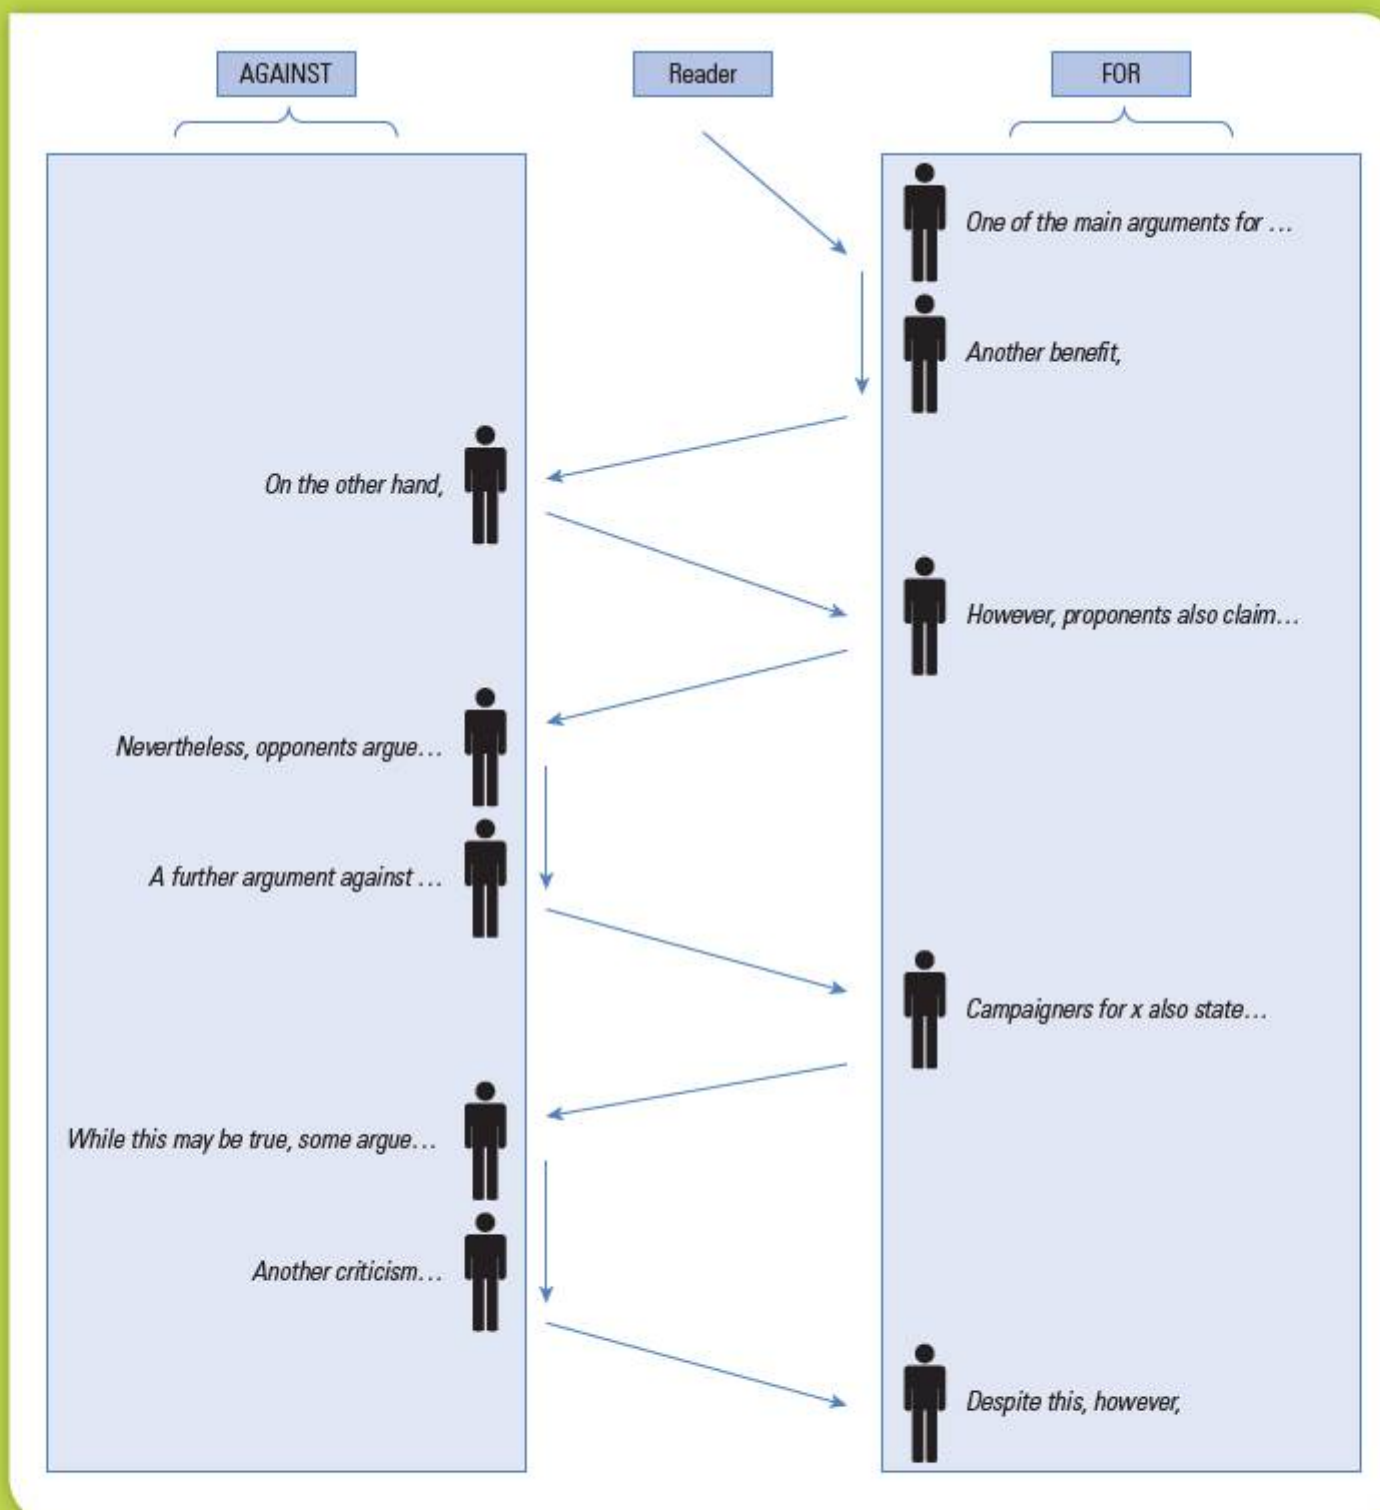 AGAINST
Reader
FOR
One of the main arguments for …
Another benefit,
On the other hand,
However, proponents also claim…
Nevertheless, opponents argue…
A further argument against …
Campaigners for x also state…
While this may be true, some argue…
Another criticism…
Despite this, however,